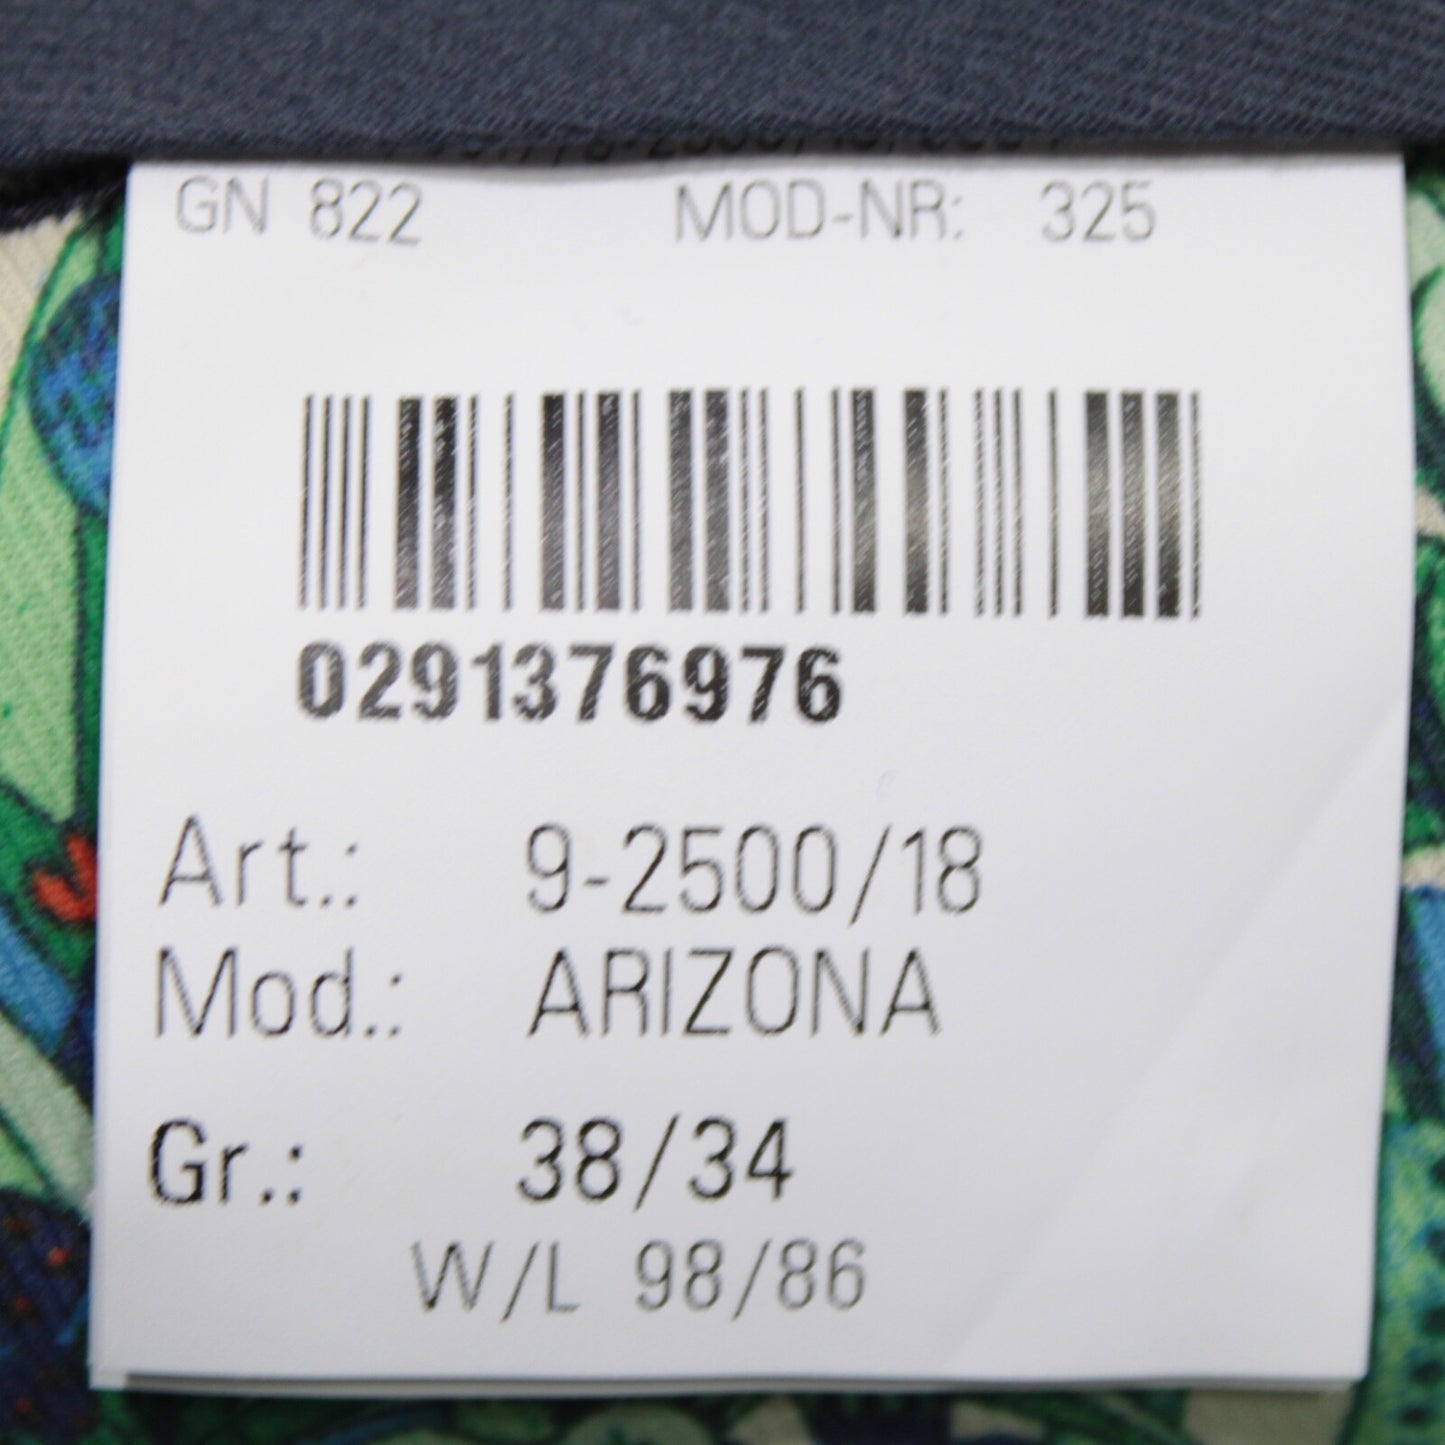 GN 822 MOD-NR: 325
0291376976
Art.: 9-2500/18
Mod.: ARIZONA
Gr.: 38/34
W/L 98/86